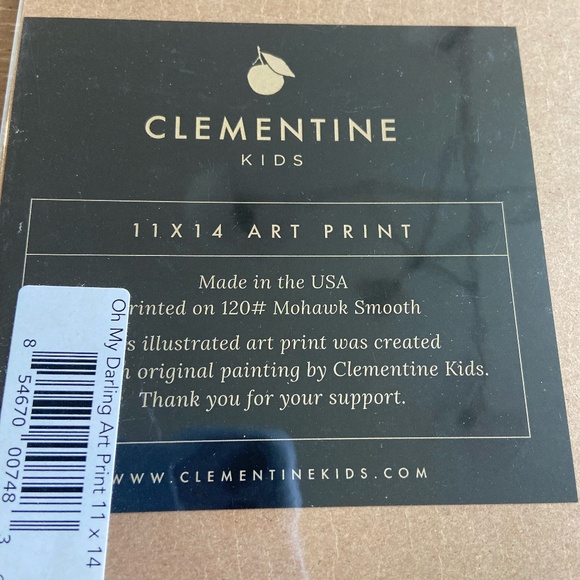 CLEMENTINE
KIDS
11X14 ART PRINT
Made in the USA
rinted on 120# Mohawk Smooth
s illustrated art print was created
n original painting by Clementine Kids.
Thank you for your support.
WWW.CLEMENTINEKIDS.COM
Oh My Darling Art Print 11 x 14
8 54670 00748 3